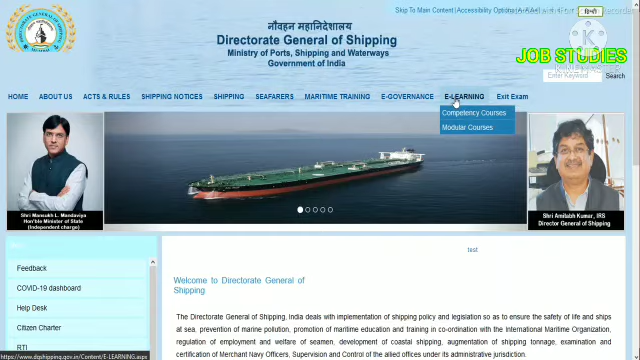 Skip To Main Content | Accessibility Options
हिन्दी
नौवहन महानिदेशालय
Directorate General of Shipping
Ministry of Ports, Shipping and Waterways
Government of India
JOB STUDIES
Enter Keyword Search
HOME ABOUT US ACTS & RULES SHIPPING NOTICES SHIPPING SEAFARERS MARITIME TRAINING E-GOVERNANCE E-LEARNING Exit Exam
Competency Courses
Modular Courses
Shri Mansukh L. Mandaviya
Hon'ble Minister of State
(Independent charge)
Shri Amitabh Kumar, IRS
Director General of Shipping
test
Feedback
COVID-19 dashboard
Help Desk
Citizen Charter
RTI
Welcome to Directorate General of
Shipping
The Directorate General of Shipping, India deals with implementation of shipping policy and legislation so as to ensure the safety of life and ships
at sea, prevention of marine pollution, promotion of maritime education and training in co-ordination with the International Maritime Organization,
regulation of employment and welfare of seamen, development of coastal shipping, augmentation of shipping tonnage, examination and
certification of Merchant Navy Officers, Supervision and Control of the allied offices under its administrative jurisdiction.
https://www.dgshipping.gov.in/Content/E-LEARNING.aspx